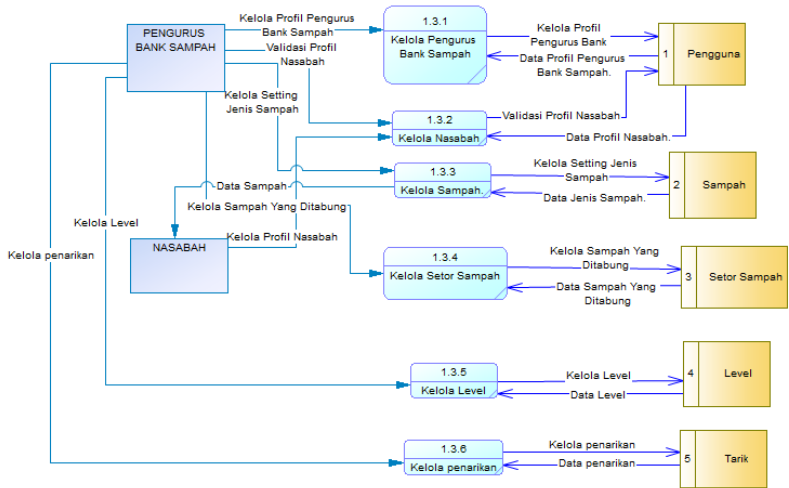 PENGURUS
BANK SAMPAH
Kelola Profil Pengurus
Bank Sampah
Validasi Profil
Nasabah
Kelola Setting
Jenis Sampah
1.3.1
Kelola Pengurus
Bank Sampah
Kelola Profil
Pengurus Bank
Data Profil Pengurus
Bank Sampah.
1
Pengguna
1.3.2
Kelola Nasabah
Validasi Profil Nasabah
Data Profil Nasabah.
1.3.3
Kelola Sampah.
Kelola Setting Jenis
Sampah
Data Jenis Sampah.
2
Sampah
Data Sampah
Kelola Sampah Yang Ditabung
Kelola Level
Kelola Profil Nasabah
Kelola penarikan
NASABAH
1.3.4
Kelola Setor Sampah
Kelola Sampah Yang
Ditabung
Data Sampah Yang
Ditabung
3
Setor Sampah
1.3.5
Kelola Level
Kelola Level
Data Level
4
Level
1.3.6
Kelola penarikan
Kelola penarikan
Data penarikan
5
Tarik